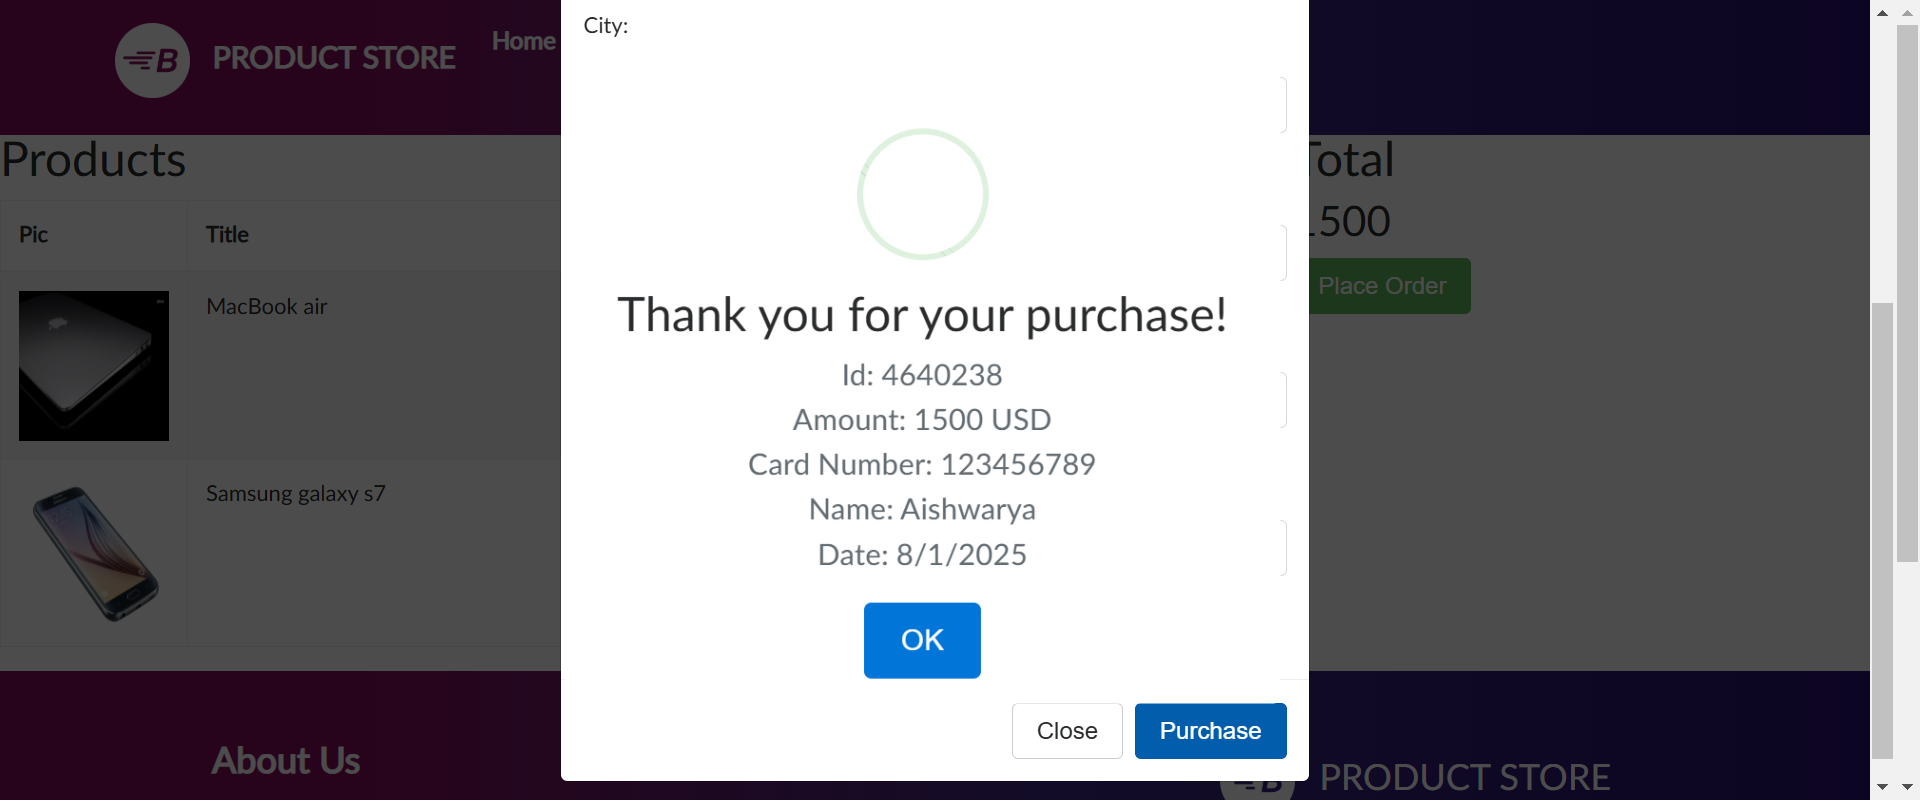 City:
B PRODUCT STORE Home
Products
Total
1500
Pic Title
Place Order
MacBook air
Samsung galaxy s7
Thank you for your purchase!
Id: 4640238
Amount: 1500 USD
Card Number: 123456789
Name: Aishwarya
Date: 8/1/2025
OK
Close Purchase
About Us
B PRODUCT STORE